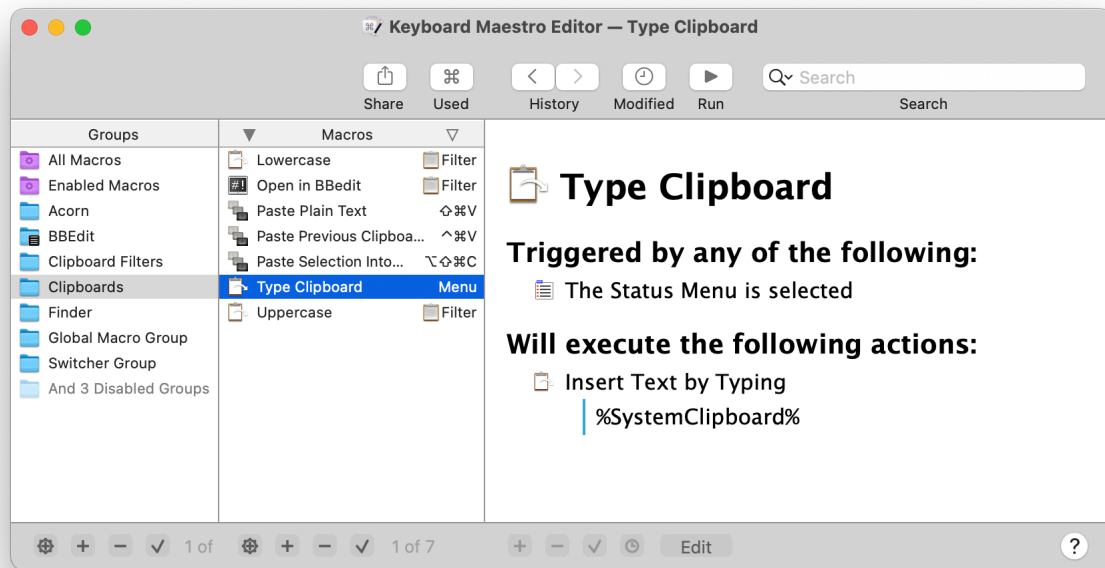 Keyboard Maestro Editor — Type Clipboard
Share
Used
History
Modified
Run
Search
Search
Groups
All Macros
Enabled Macros
Acorn
BBEdit
Clipboard Filters
Clipboards
Finder
Global Macro Group
Switcher Group
And 3 Disabled Groups
1 of
▼ Macros ▽
Lowercase Filter
#! Open in BBedit Filter
Paste Plain Text ⇧⌘V
Paste Previous Clipboa... ^⌘V
Paste Selection Into... ⌥⇧⌘C
Type Clipboard Menu
Uppercase Filter
1 of 7
Type Clipboard
Triggered by any of the following:
The Status Menu is selected
Will execute the following actions:
Insert Text by Typing
%SystemClipboard%
Edit
?